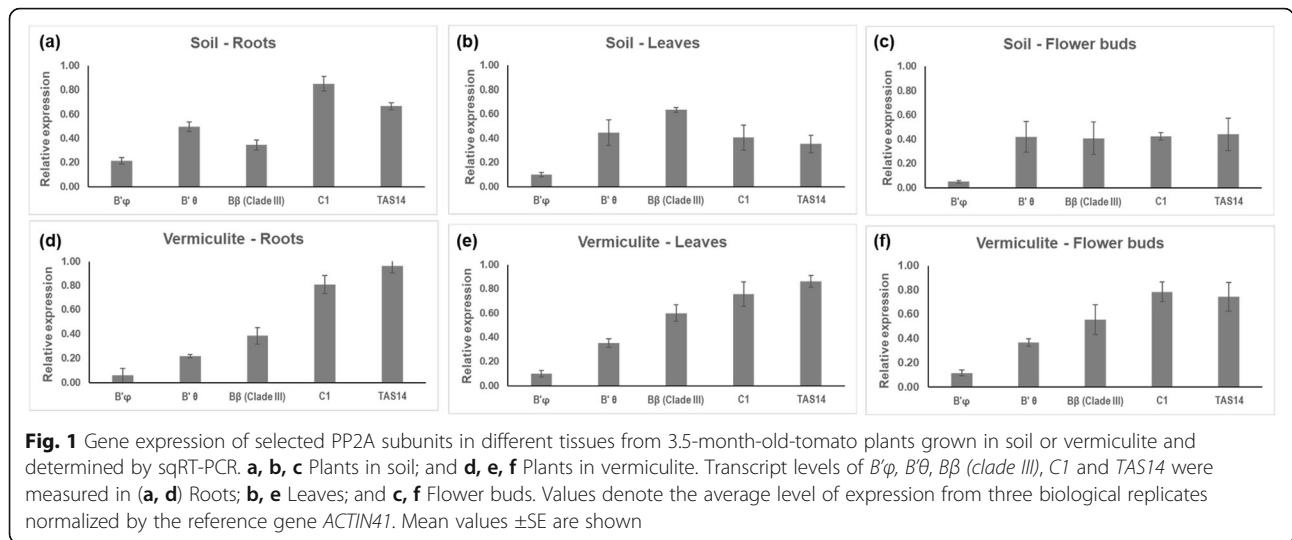 (a) Soil - Roots
Relative expression
1.00
0.80
0.60
0.40
0.20
0.00
B'φ B' θ Bβ (Clade III) C1 TAS14
(b) Soil - Leaves
Relative expression
1.00
0.80
0.60
0.40
0.20
0.00
B'φ B' θ Bβ (Clade III) C1 TAS14
(c) Soil - Flower buds
Relative expression
1.00
0.80
0.60
0.40
0.20
0.00
B'φ B' θ Bβ (Clade III) C1 TAS14
(d) Vermiculite - Roots
Relative expression
1.00
0.80
0.60
0.40
0.20
0.00
B'φ B' θ Bβ (Clade III) C1 TAS14
(e) Vermiculite - Leaves
Relative expression
1.00
0.80
0.60
0.40
0.20
0.00
B'φ B' θ Bβ (Clade III) C1 TAS14
(f) Vermiculite - Flower buds
Relative expression
1.00
0.80
0.60
0.40
0.20
0.00
B'φ B' θ Bβ (Clade III) C1 TAS14
Fig. 1 Gene expression of selected PP2A subunits in different tissues from 3.5-month-old-tomato plants grown in soil or vermiculite and
determined by sqRT-PCR. a, b, c Plants in soil; and d, e, f Plants in vermiculite. Transcript levels of B'φ, B'θ, Bβ (clade III), C1 and TAS14 were
measured in (a, d) Roots; b, e Leaves; and c, f Flower buds. Values denote the average level of expression from three biological replicates
normalized by the reference gene ACTIN41. Mean values ±SE are shown